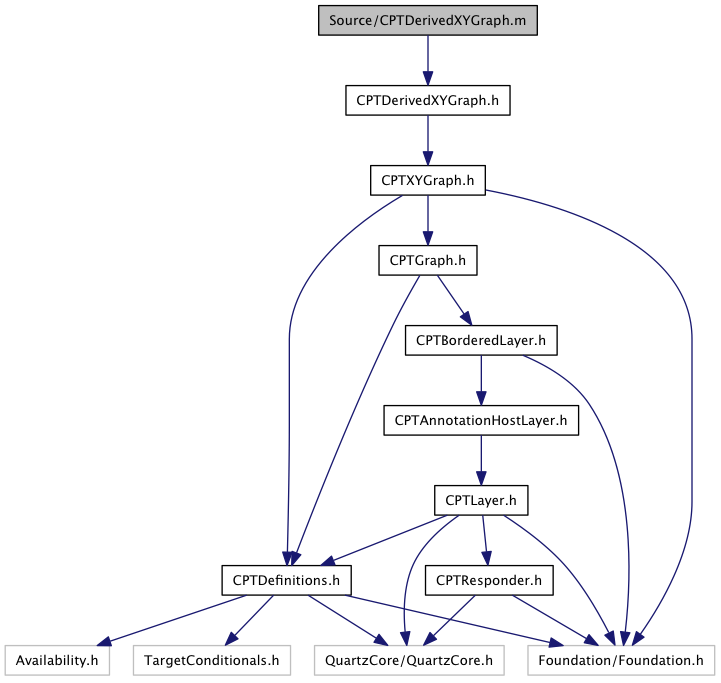 Source/CPTDerivedXYGraph.m
CPTDerivedXYGraph.h
CPTXYGraph.h
CPTGraph.h
CPTBorderedLayer.h
CPTAnnotationHostLayer.h
CPTLayer.h
CPTDefinitions.h
CPTResponder.h
Availability.h
TargetConditionals.h
QuartzCore/QuartzCore.h
Foundation/Foundation.h